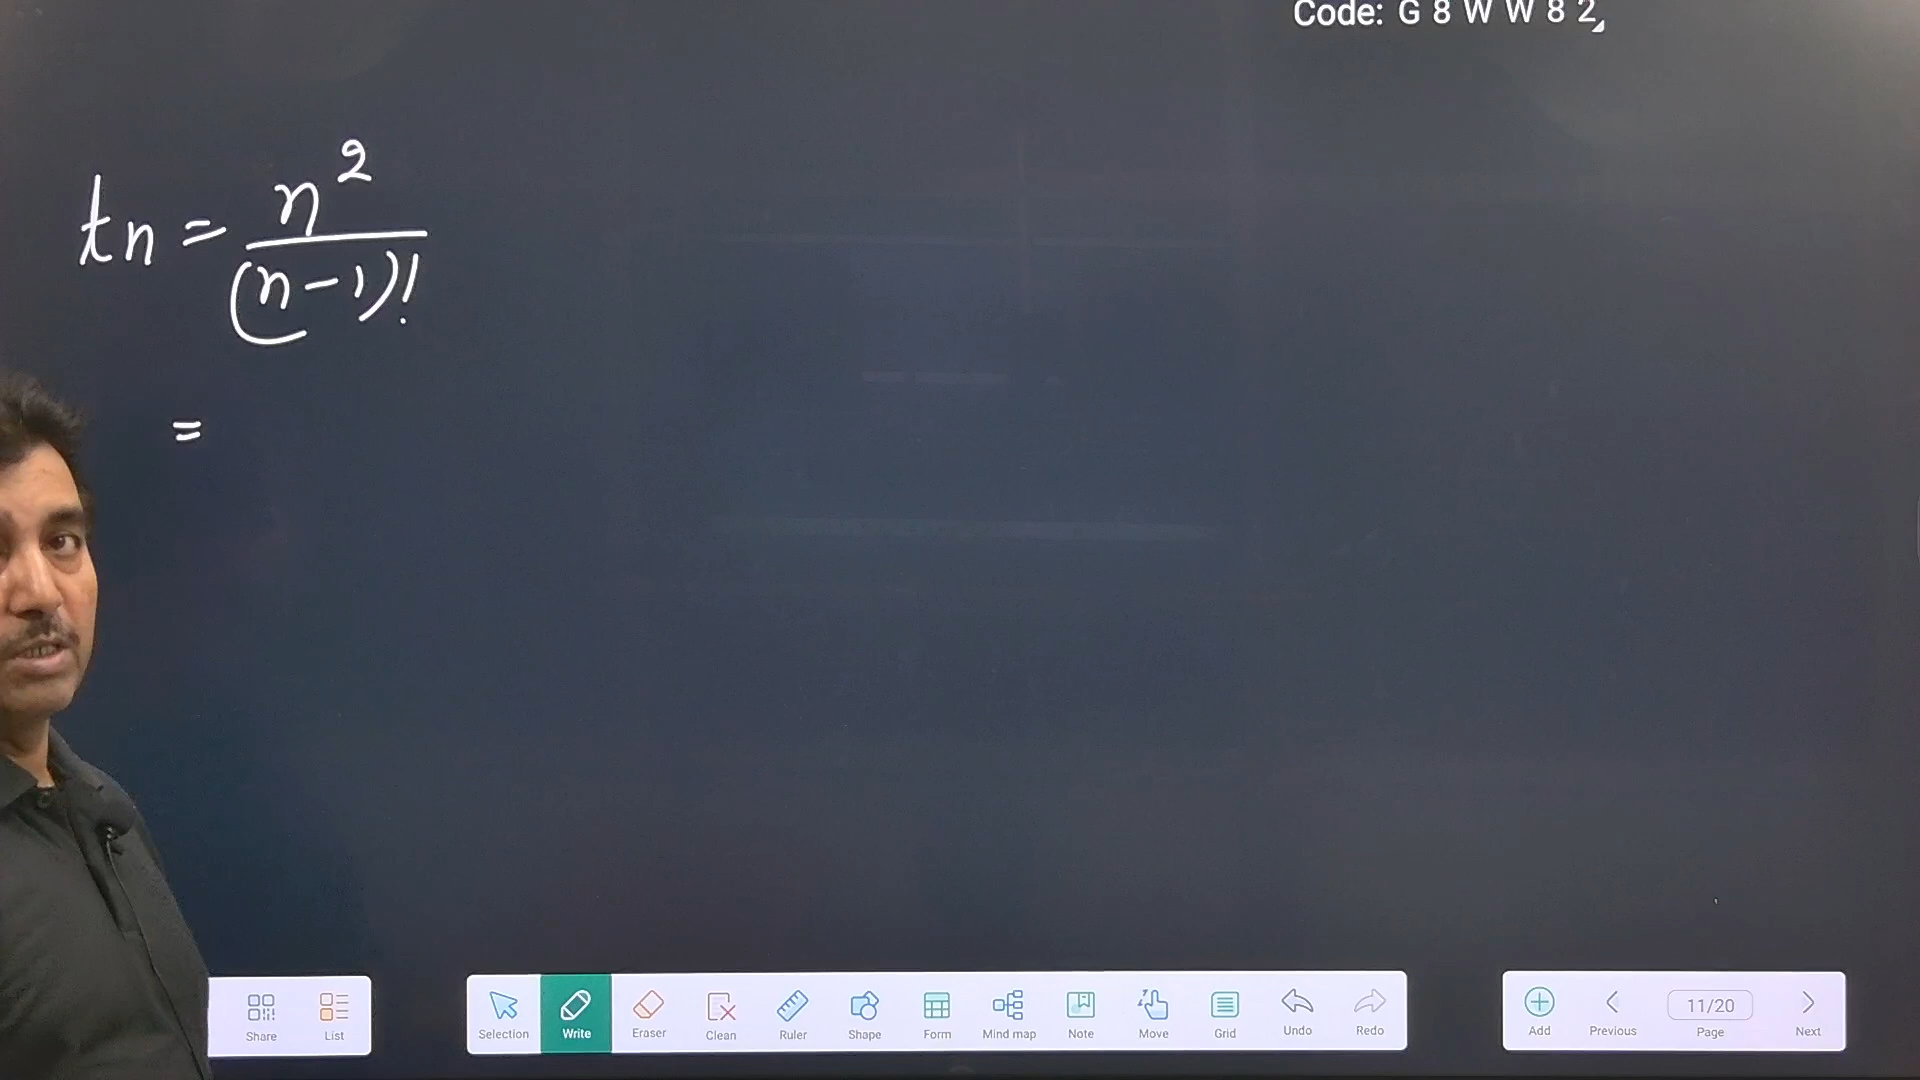 Code: G 8 W W 8 2
tn = n²/(n-1)!
=
Share List Selection Write Eraser Clean Ruler Shape Form Mind map Note Move Grid Undo Redo Add Previous 11/20 Page Next